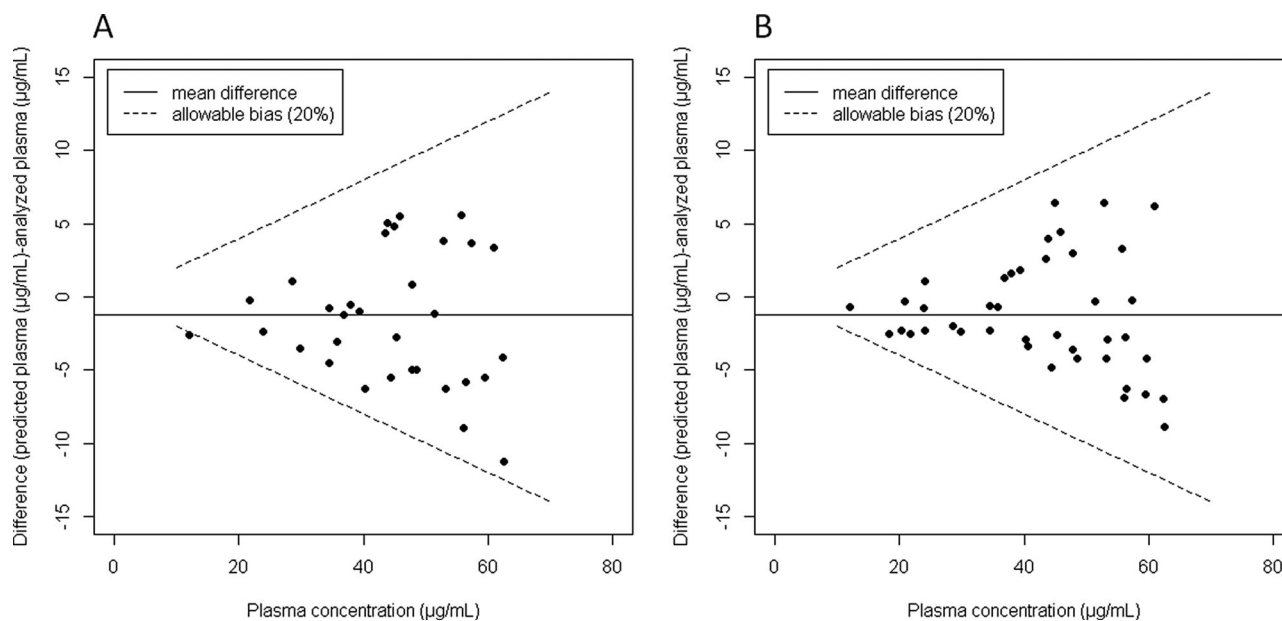 A
Difference (predicted plasma (µg/mL)-analyzed plasma (µg/mL)
15
10
5
0
-5
-10
-15
mean difference
allowable bias (20%)
0 20 40 60 80
Plasma concentration (µg/mL)
B
Difference (predicted plasma (µg/mL)-analyzed plasma (µg/mL)
15
10
5
0
-5
-10
-15
mean difference
allowable bias (20%)
0 20 40 60 80
Plasma concentration (µg/mL)